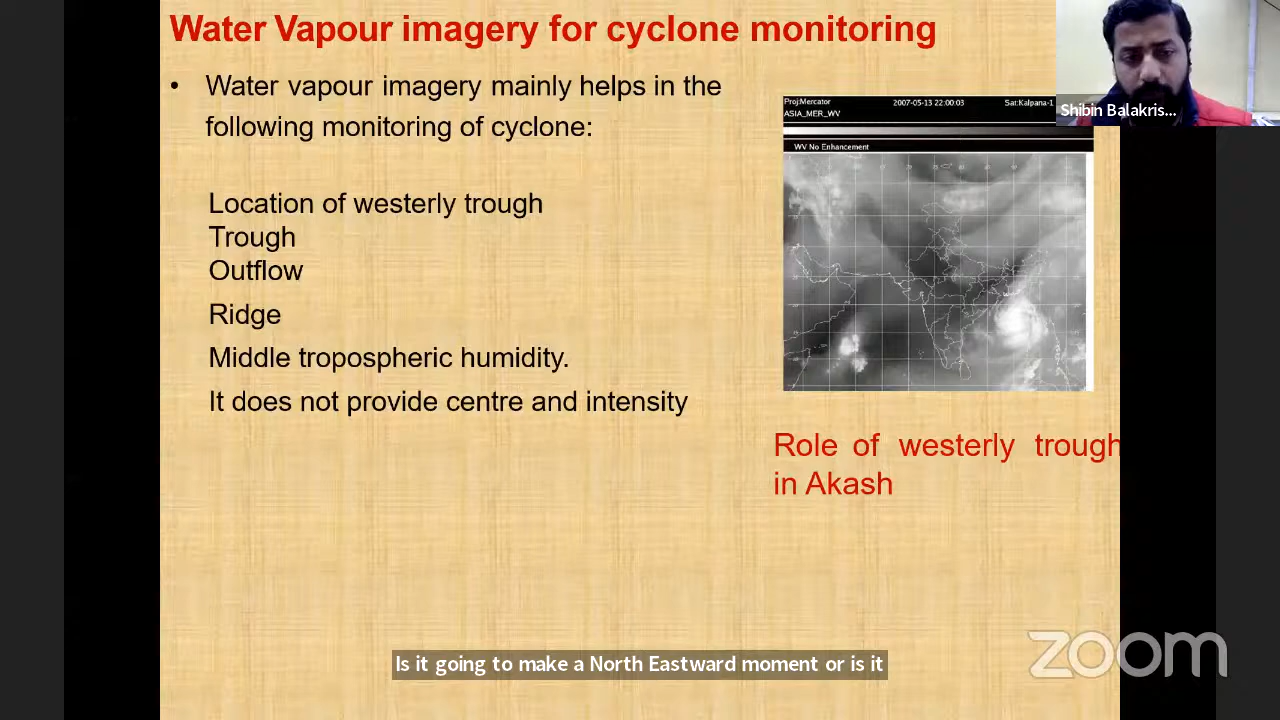 Water Vapour imagery for cyclone monitoring
• Water vapour imagery mainly helps in the
following monitoring of cyclone:
Location of westerly trough
Trough
Outflow
Ridge
Middle tropospheric humidity.
It does not provide centre and intensity
Proj:Mercator 2007-05-13 22:00:03 Sat:Kalpana-1
ASIA_MER_WV
WV No Enhancement
Role of westerly trough
in Akash
Shibin Balakris...
Is it going to make a North Eastward moment or is it
zoom